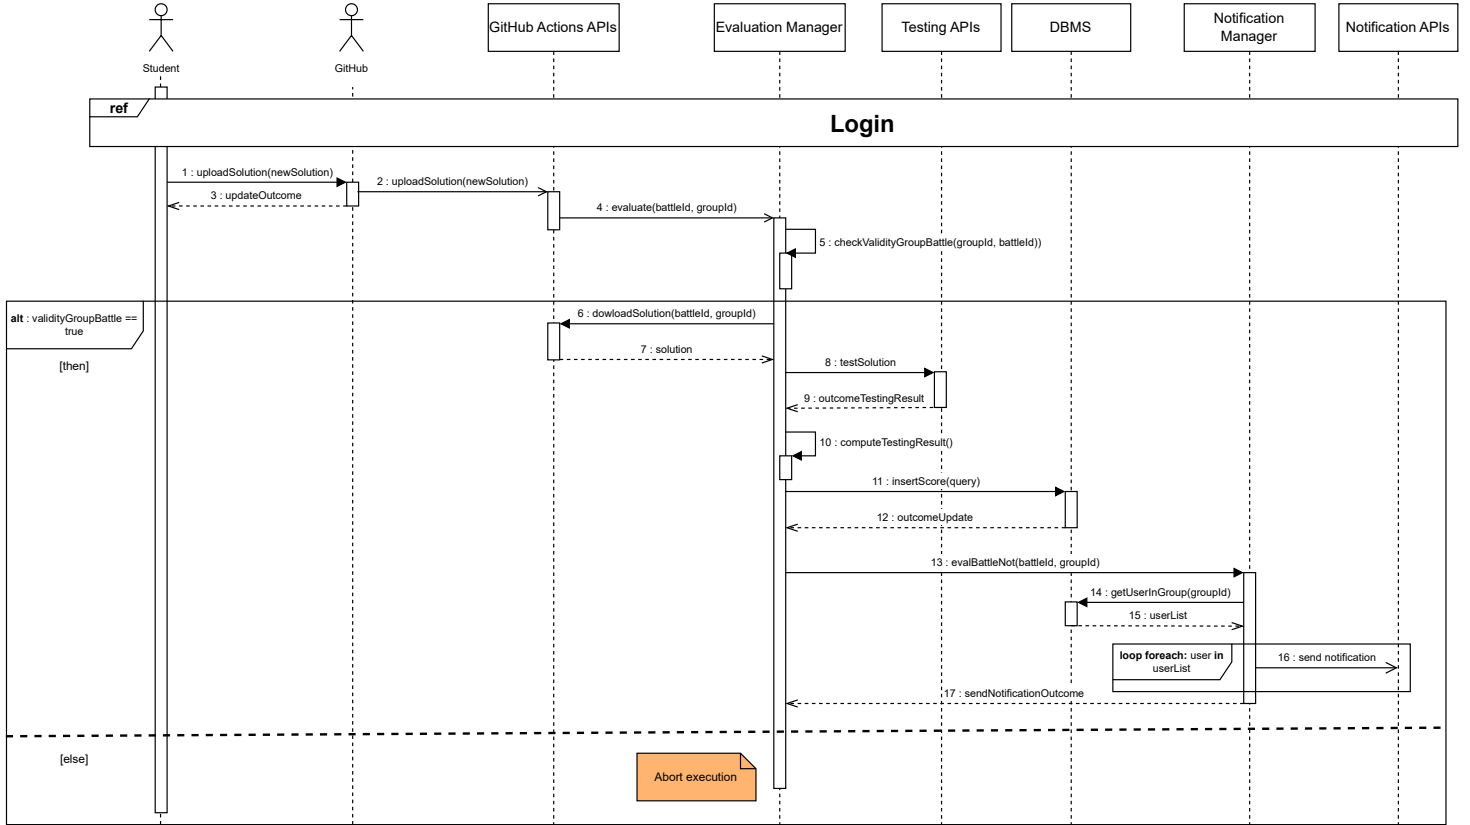 Student
GitHub
GitHub Actions APIs
Evaluation Manager
Testing APIs
DBMS
Notification
Manager
Notification APIs
ref
Login
1 : uploadSolution(newSolution)
2 : uploadSolution(newSolution)
3 : updateOutcome
4 : evaluate(battleId, groupId)
5 : checkValidityGroupBattle(groupId, battleId))
alt : validityGroupBattle ==
true
[then]
6 : dowloadSolution(battleId, groupId)
7 : solution
8 : testSolution
9 : outcomeTestingResult
10 : computeTestingResult()
11 : insertScore(query)
12 : outcomeUpdate
13 : evalBattleNot(battleId, groupId)
14 : getUserInGroup(groupId)
15 : userList
loop foreach: user in
userList
16 : send notification
17 : sendNotificationOutcome
[else]
Abort execution